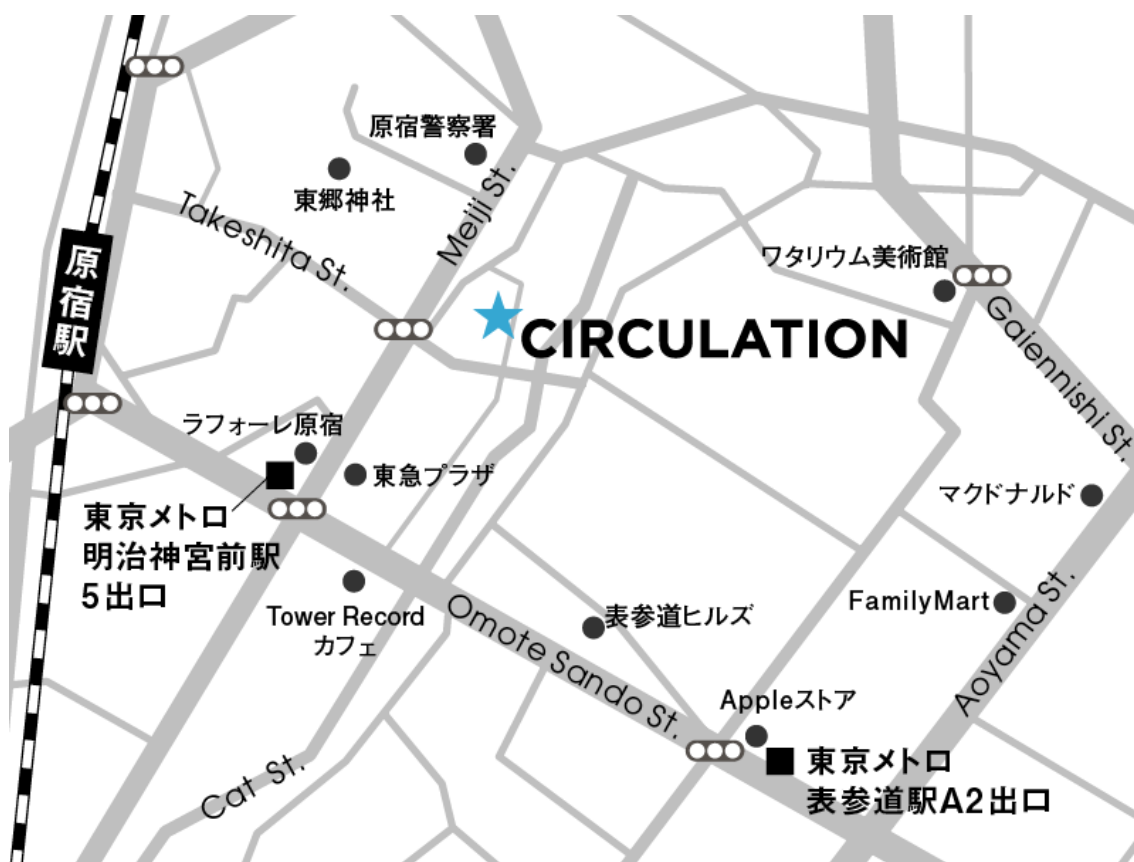 原宿警察署
東郷神社
Meiji St.
Takeshita St.
原宿駅
ワタリウム美術館
CIRCULATION
Gaiennishi St.
ラフォーレ原宿
東急プラザ
マクドナルド
東京メトロ
明治神宮前駅
5出口
Tower Record
カフェ
Omote Sando St.
表参道ヒルズ
FamilyMart
Aoyama St.
Appleストア
Cat St.
東京メトロ
表参道駅A2出口